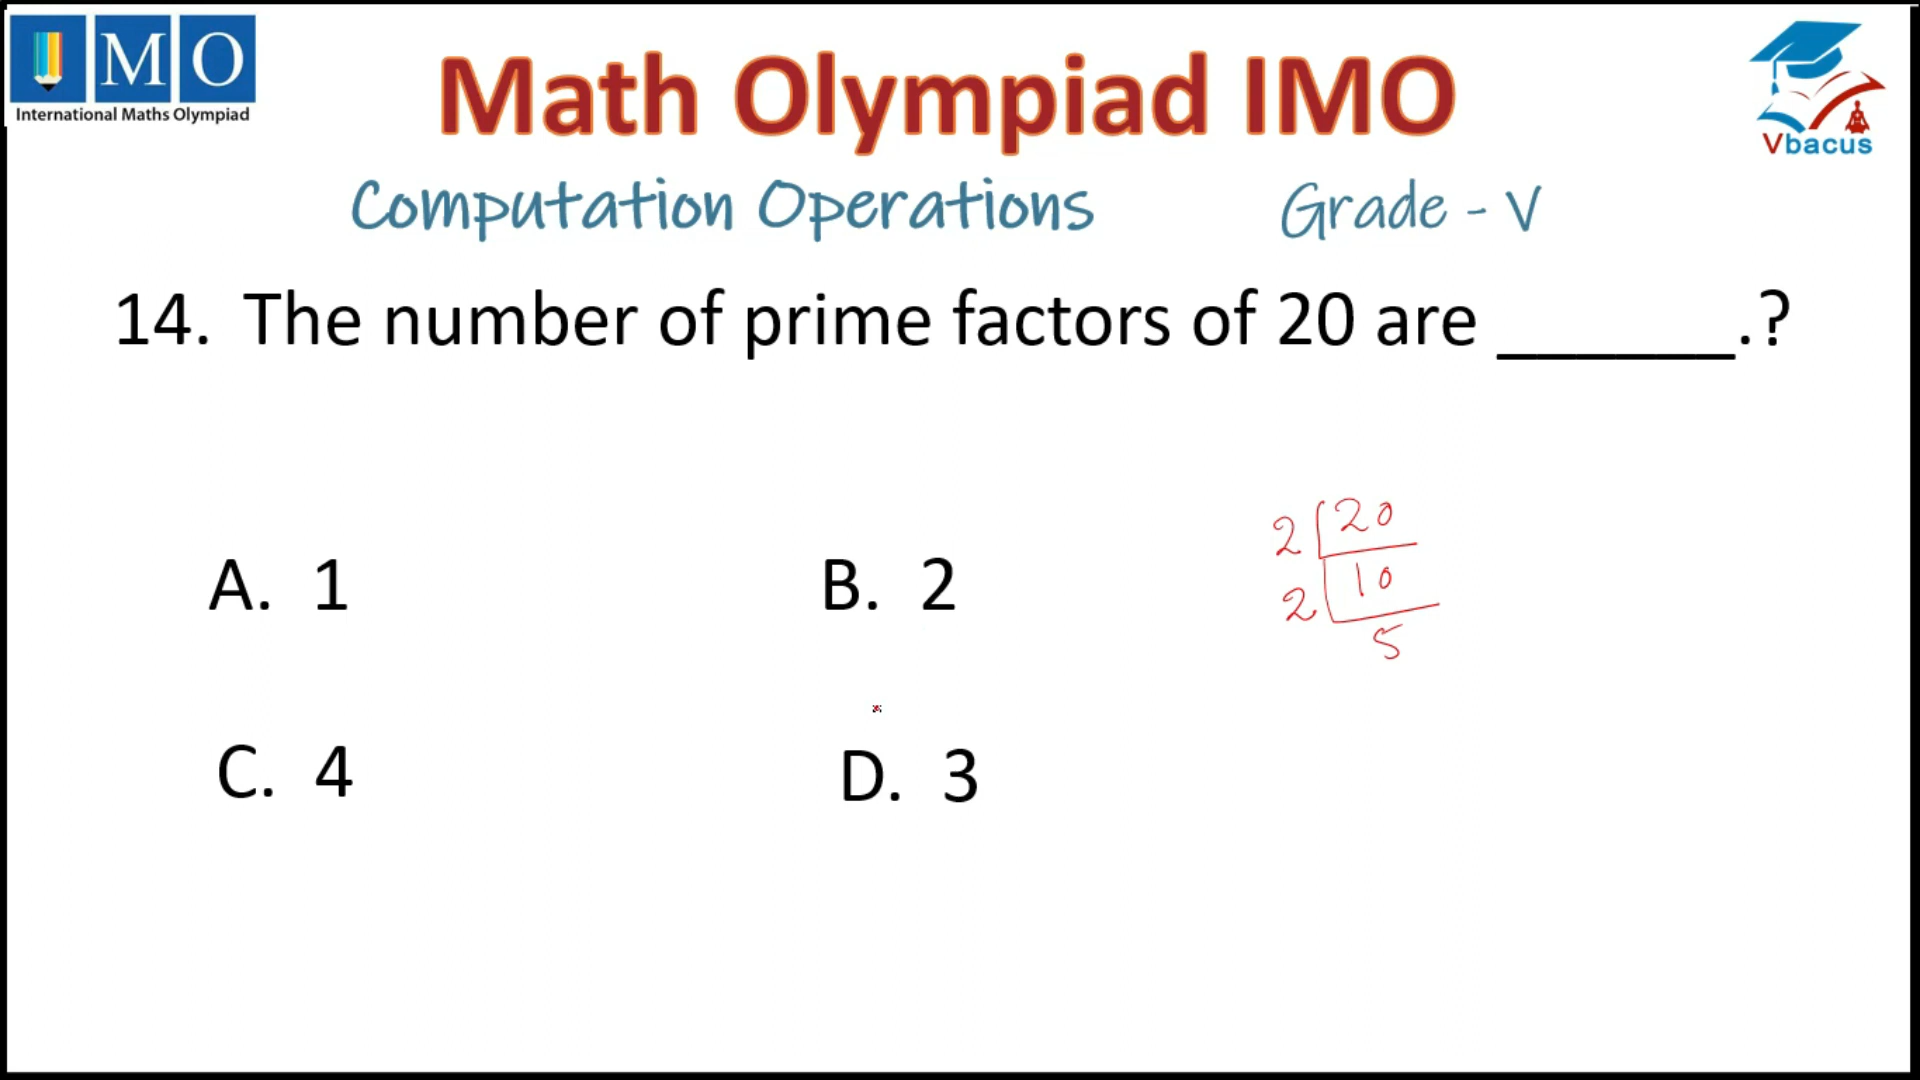 IMO
International Maths Olympiad
Math Olympiad IMO
Vbacus
Computation Operations Grade - V
14. The number of prime factors of 20 are ______.?
A. 1
B. 2
C. 4
D. 3
2 20
2 10
5